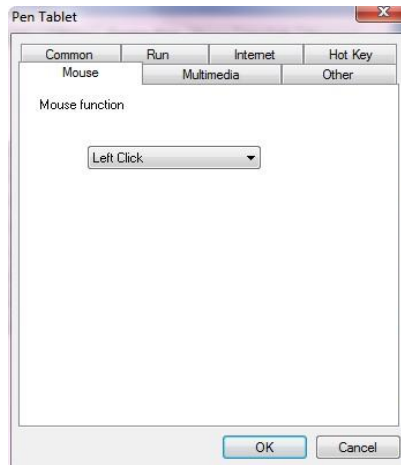 Pen Tablet
Common Run Internet Hot Key
Mouse Multimedia Other
Mouse function
Left Click
OK Cancel